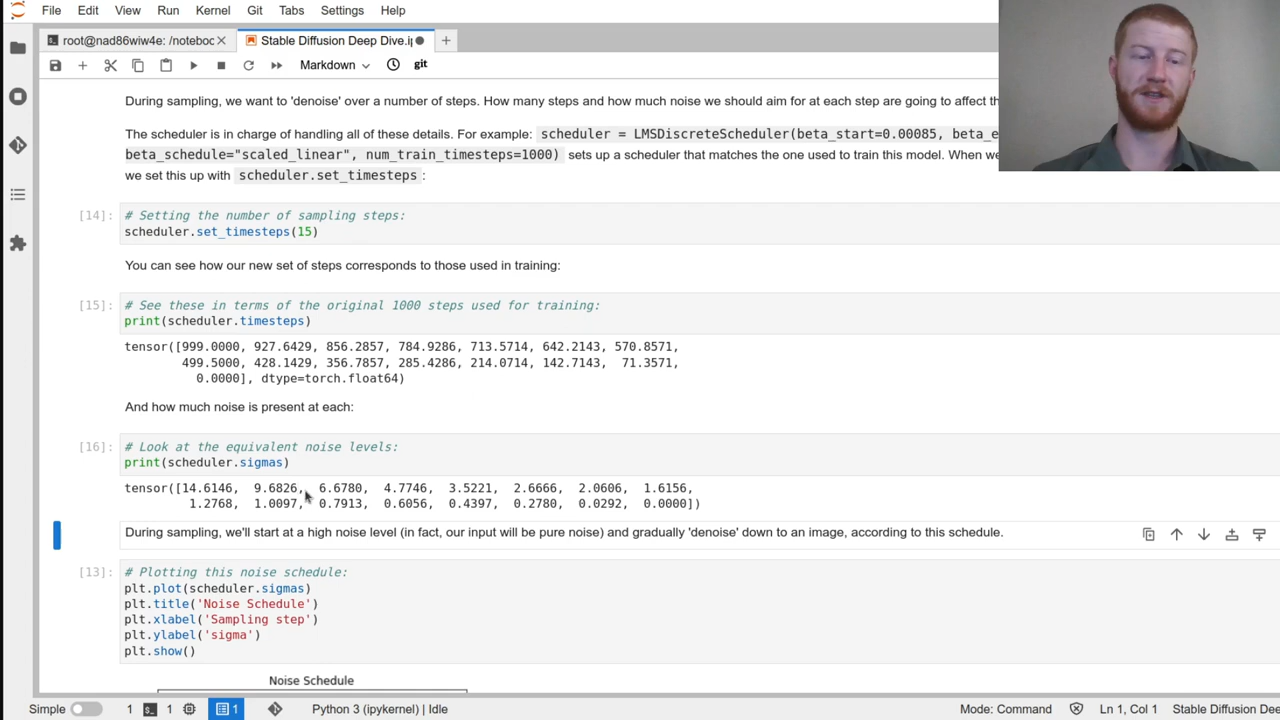 File Edit View Run Kernel Git Tabs Settings Help
root@nad86wiw4e: /noteboc Stable Diffusion Deep Dive.ip
Markdown git
During sampling, we want to 'denoise' over a number of steps. How many steps and how much noise we should aim for at each step are going to affect th
The scheduler is in charge of handling all of these details. For example: scheduler = LMSDiscreteScheduler(beta_start=0.00085, beta_e
beta_schedule="scaled_linear", num_train_timesteps=1000) sets up a scheduler that matches the one used to train this model. When we
we set this up with scheduler.set_timesteps :
[14]: # Setting the number of sampling steps:
scheduler.set_timesteps(15)
You can see how our new set of steps corresponds to those used in training:
[15]: # See these in terms of the original 1000 steps used for training:
print(scheduler.timesteps)
tensor([999.0000, 927.6429, 856.2857, 784.9286, 713.5714, 642.2143, 570.8571,
499.5000, 428.1429, 356.7857, 285.4286, 214.0714, 142.7143, 71.3571,
0.0000], dtype=torch.float64)
And how much noise is present at each:
[16]: # Look at the equivalent noise levels:
print(scheduler.sigmas)
tensor([14.6146, 9.6826, 6.6780, 4.7746, 3.5221, 2.6666, 2.0606, 1.6156,
1.2768, 1.0097, 0.7913, 0.6056, 0.4397, 0.2780, 0.0292, 0.0000])
During sampling, we'll start at a high noise level (in fact, our input will be pure noise) and gradually 'denoise' down to an image, according to this schedule.
[13]: # Plotting this noise schedule:
plt.plot(scheduler.sigmas)
plt.title('Noise Schedule')
plt.xlabel('Sampling step')
plt.ylabel('sigma')
plt.show()
Noise Schedule
Simple 1 1 1 Python 3 (ipykernel) | Idle Mode: Command Ln 1, Col 1 Stable Diffusion Dee